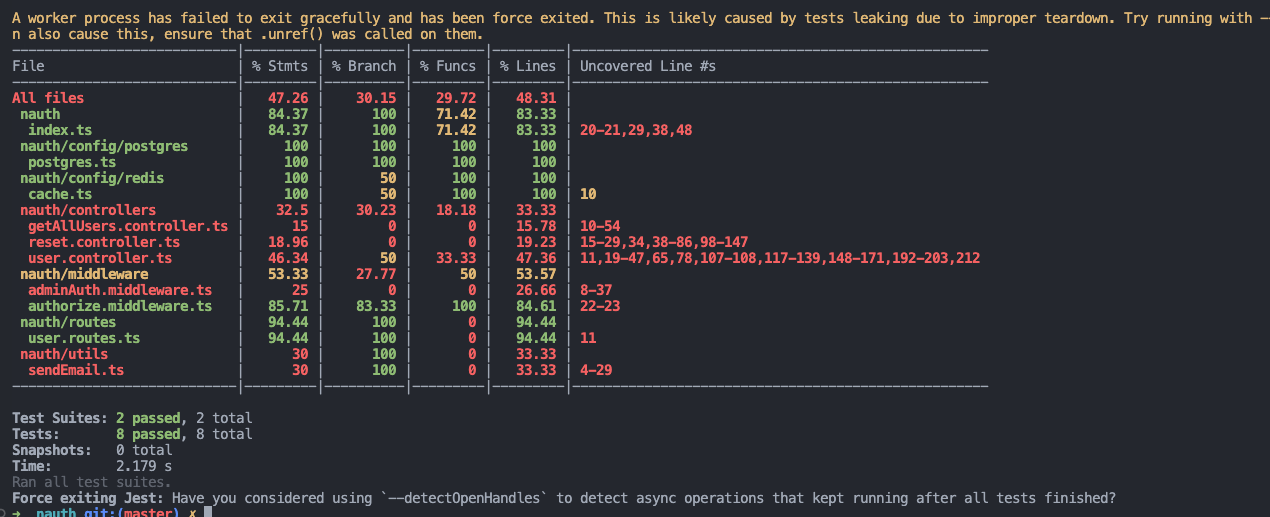 A worker process has failed to exit gracefully and has been force exited. This is likely caused by tests leaking due to improper teardown. Try running with --
n also cause this, ensure that .unref() was called on them.
File | % Stmts | % Branch | % Funcs | % Lines | Uncovered Line #s
All files | 47.26 | 30.15 | 29.72 | 48.31 |
nauth | 84.37 | 100 | 71.42 | 83.33 |
index.ts | 84.37 | 100 | 71.42 | 83.33 | 20-21,29,38,48
nauth/config/postgres | 100 | 100 | 100 | 100 |
postgres.ts | 100 | 100 | 100 | 100 |
nauth/config/redis | 100 | 50 | 100 | 100 |
cache.ts | 100 | 50 | 100 | 100 | 10
nauth/controllers | 32.5 | 30.23 | 18.18 | 33.33 |
getAllUsers.controller.ts | 15 | 0 | 0 | 15.78 | 10-54
reset.controller.ts | 18.96 | 0 | 0 | 19.23 | 15-29,34,38-86,98-147
user.controller.ts | 46.34 | 50 | 33.33 | 47.36 | 11,19-47,65,78,107-108,117-139,148-171,192-203,212
nauth/middleware | 53.33 | 27.77 | 50 | 53.57 |
adminAuth.middleware.ts | 25 | 0 | 0 | 26.66 | 8-37
authorize.middleware.ts | 85.71 | 83.33 | 100 | 84.61 | 22-23
nauth/routes | 94.44 | 100 | 0 | 94.44 |
user.routes.ts | 94.44 | 100 | 0 | 94.44 | 11
nauth/utils | 30 | 100 | 0 | 33.33 |
sendEmail.ts | 30 | 100 | 0 | 33.33 | 4-29
Test Suites: 2 passed, 2 total
Tests: 8 passed, 8 total
Snapshots: 0 total
Time: 2.179 s
Ran all test suites.
Force exiting Jest: Have you considered using `--detectOpenHandles` to detect async operations that kept running after all tests finished?
➜ nauth git:(master) ✗